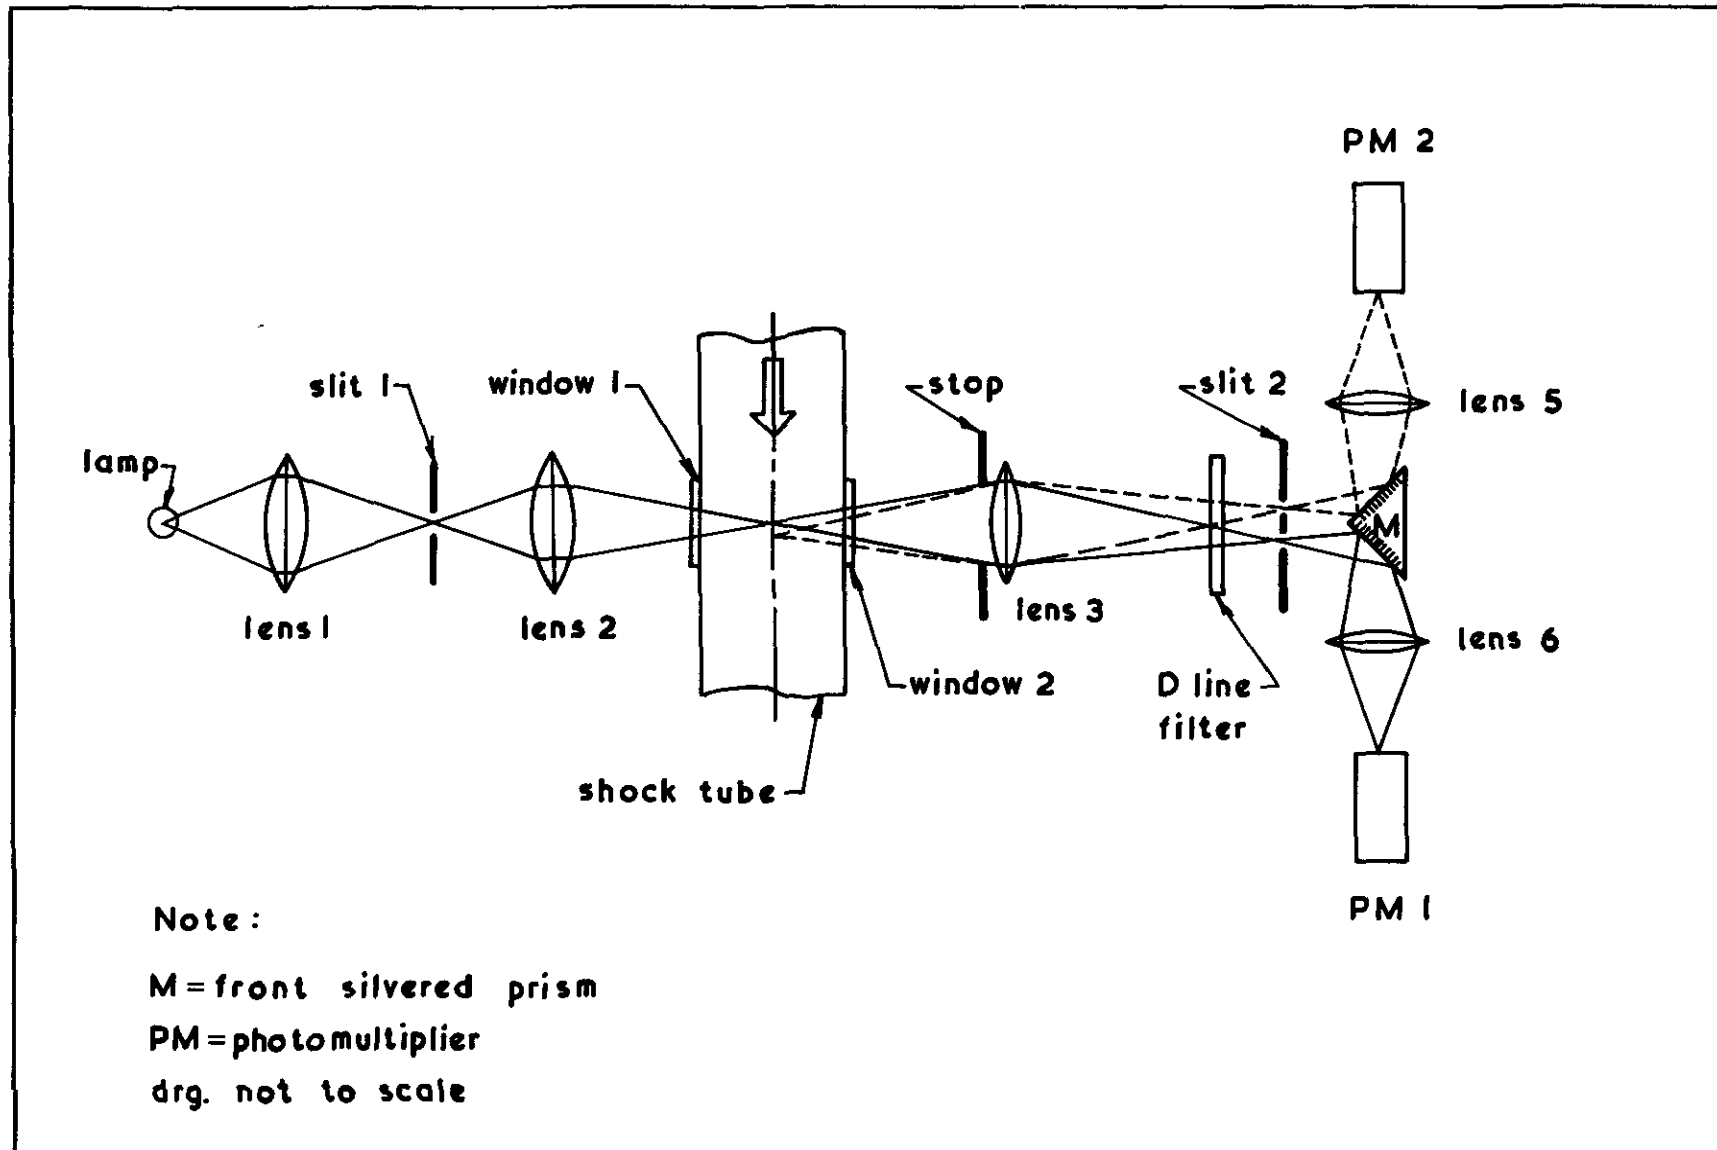 PM 2
slit 1
window 1
stop
slit 2
lens 5
lamp
M
lens 1
lens 2
lens 3
lens 6
window 2
D line
filter
shock tube
PM 1
Note:
M = front silvered prism
PM = photomultiplier
drg. not to scale